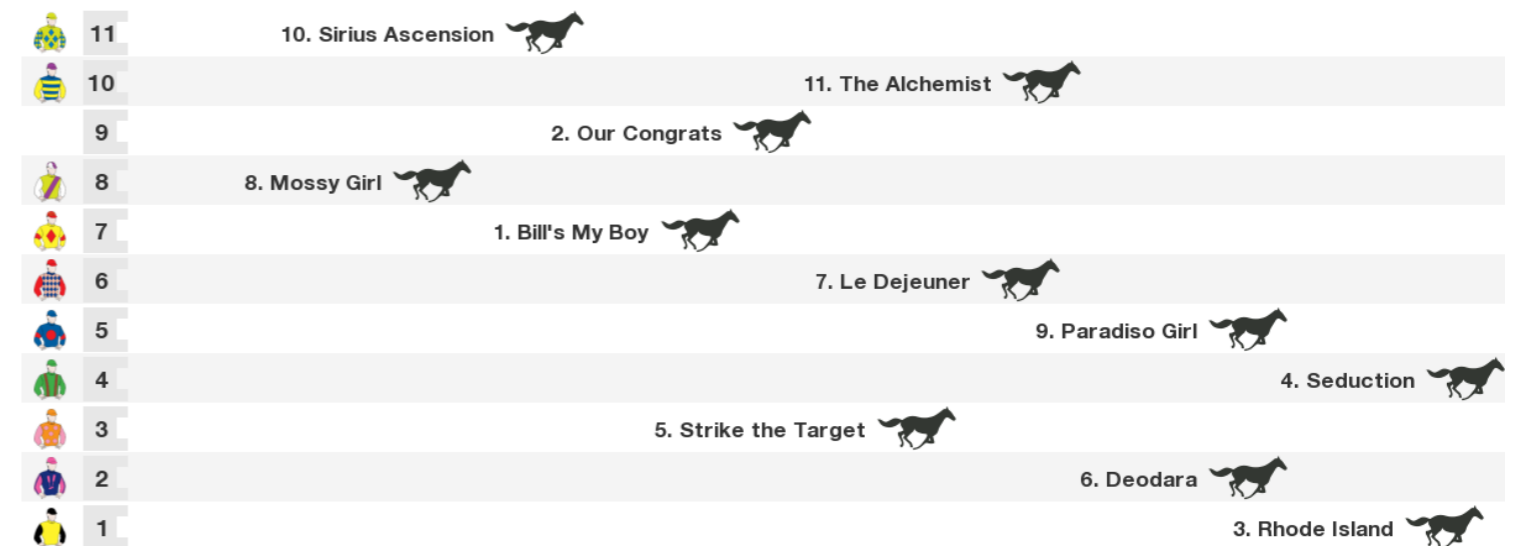 11 10. Sirius Ascension
10 11. The Alchemist
9 2. Our Congrats
8 8. Mossy Girl
7 1. Bill's My Boy
6 7. Le Dejeuner
5 9. Paradiso Girl
4 4. Seduction
3 5. Strike the Target
2 6. Deodara
1 3. Rhode Island